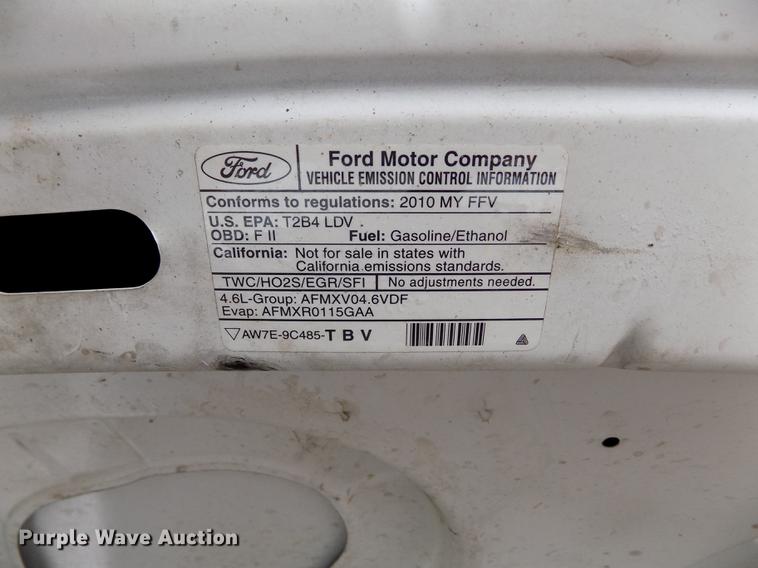 Ford
Ford Motor Company
VEHICLE EMISSION CONTROL INFORMATION
Conforms to regulations: 2010 MY FFV
U.S. EPA: T2B4 LDV
OBD: F II Fuel: Gasoline/Ethanol
California: Not for sale in states with
California emissions standards.
TWC/HO2S/EGR/SFI No adjustments needed.
4.6L-Group: AFMXV04.6VDF
Evap: AFMXR0115GAA
AW7E-9C485-T B V
Purple Wave Auction